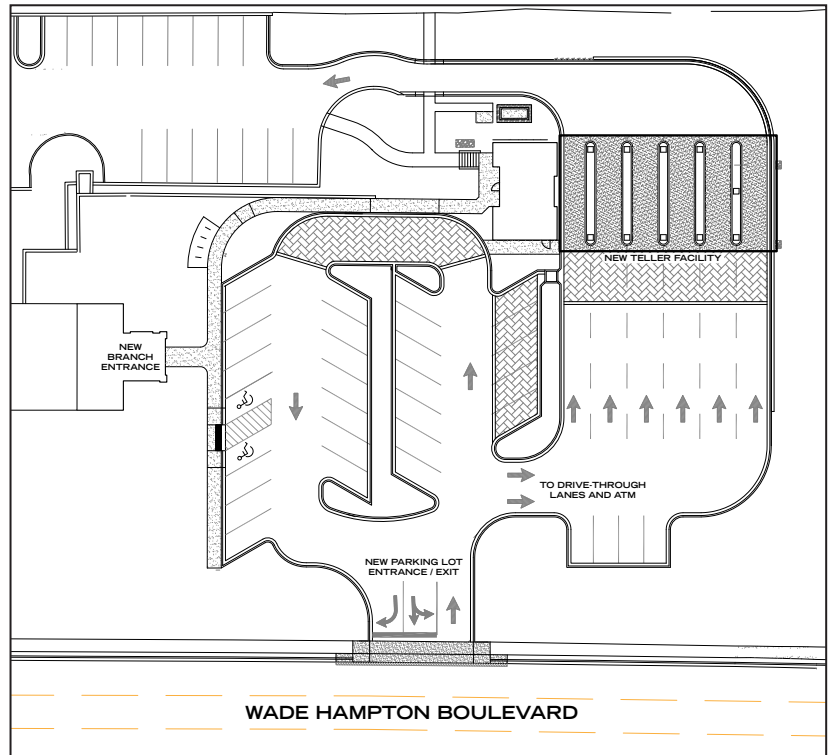 NEW TELLER FACILITY
NEW
BRANCH
ENTRANCE
TO DRIVE-THROUGH
LANES AND ATM
NEW PARKING LOT
ENTRANCE / EXIT
WADE HAMPTON BOULEVARD